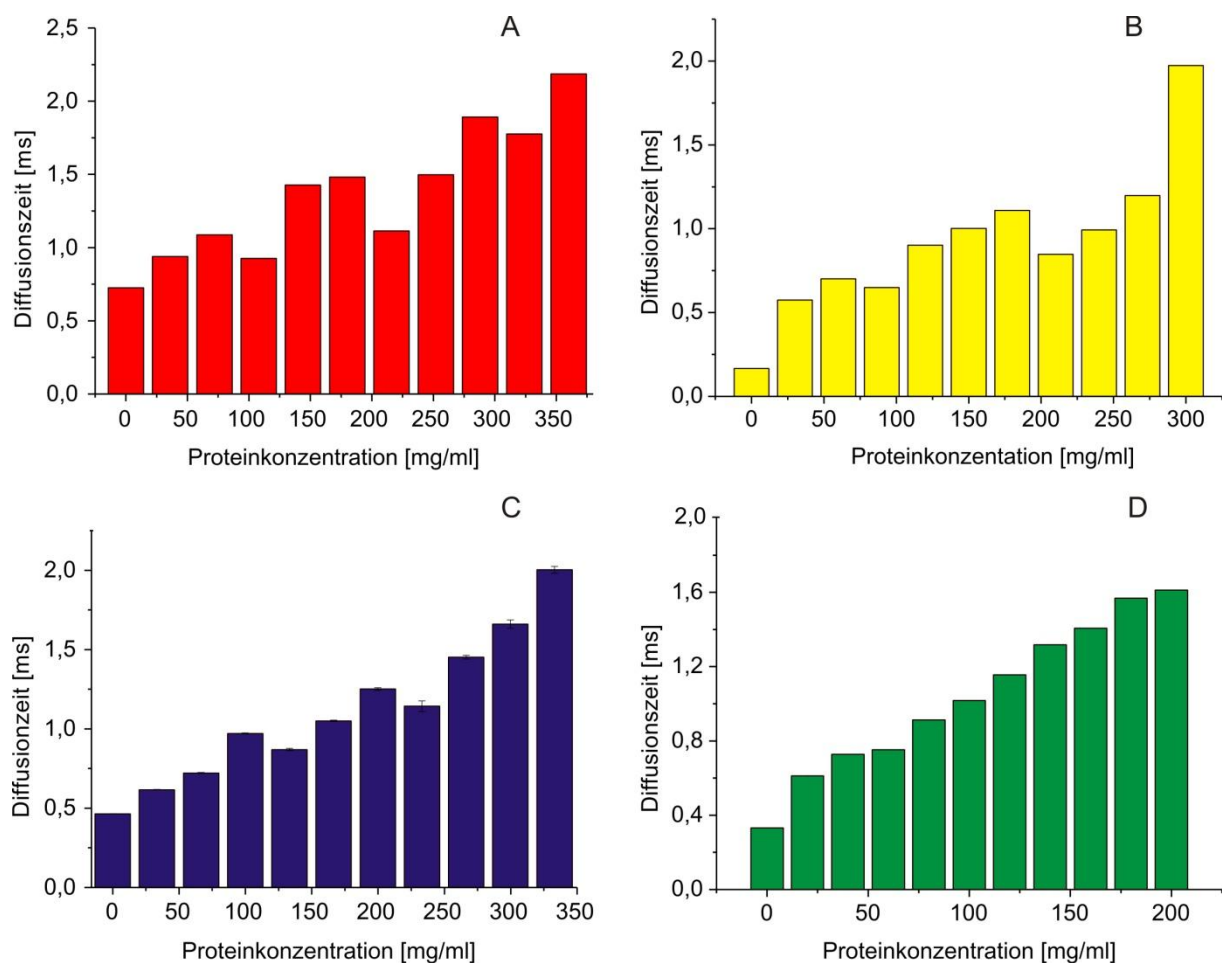 A
Diffusionszeit [ms]
2,5
2,0
1,5
1,0
0,5
0,0
0 50 100 150 200 250 300 350
Proteinkonzentration [mg/ml]
B
Diffusionszeit [ms]
2,0
1,5
1,0
0,5
0,0
0 50 100 150 200 250 300
Proteinkonzentation [mg/ml]
C
Diffusionzeit [ms]
2,0
1,5
1,0
0,5
0,0
0 50 100 150 200 250 300 350
Proteinkonzentration [mg/ml]
D
Diffusionszeit [ms]
2,0
1,6
1,2
0,8
0,4
0,0
0 50 100 150 200
Proteinkonzentration [mg/ml]